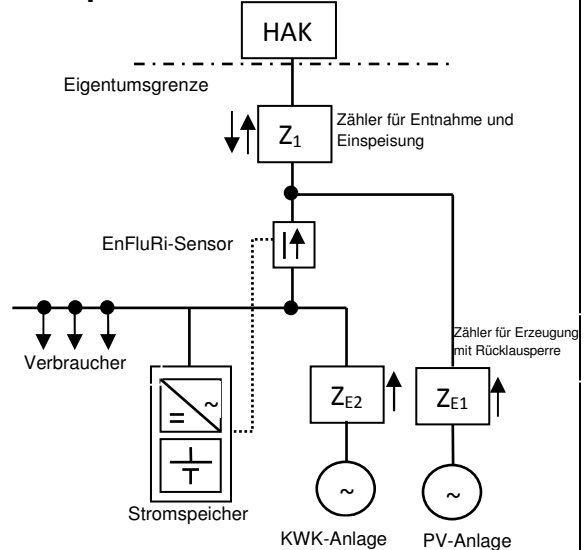 HAK
Eigentumsgrenze
Z1
Zähler für Entnahme und
Einspeisung
EnFluRi-Sensor
Verbraucher
Zähler für Erzeugung
mit Rücklausperre
ZE2
ZE1
Stromspeicher
KWK-Anlage
PV-Anlage